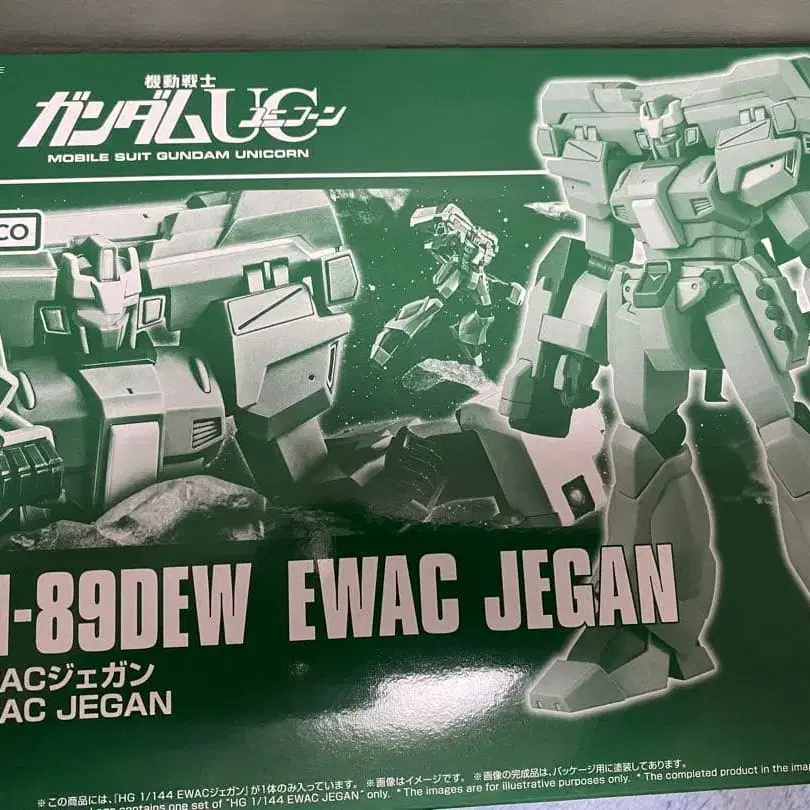 機動戦士
ガンダムUC
ユニコーン
MOBILE SUIT GUNDAM UNICORN
CO
-89DEW EWAC JEGAN
ACジェガン
AC JEGAN
※この商品には、「HG 1/144 EWACジェガン」が1体のみ入っています。 ※画像はイメージです。 ※画像の完成品は、パッケージ用に塗装してあります。
contains one set of "HG 1/144 EWAC JEGAN" only. *The images are for illustrative purposes only. *The completed product in the ima